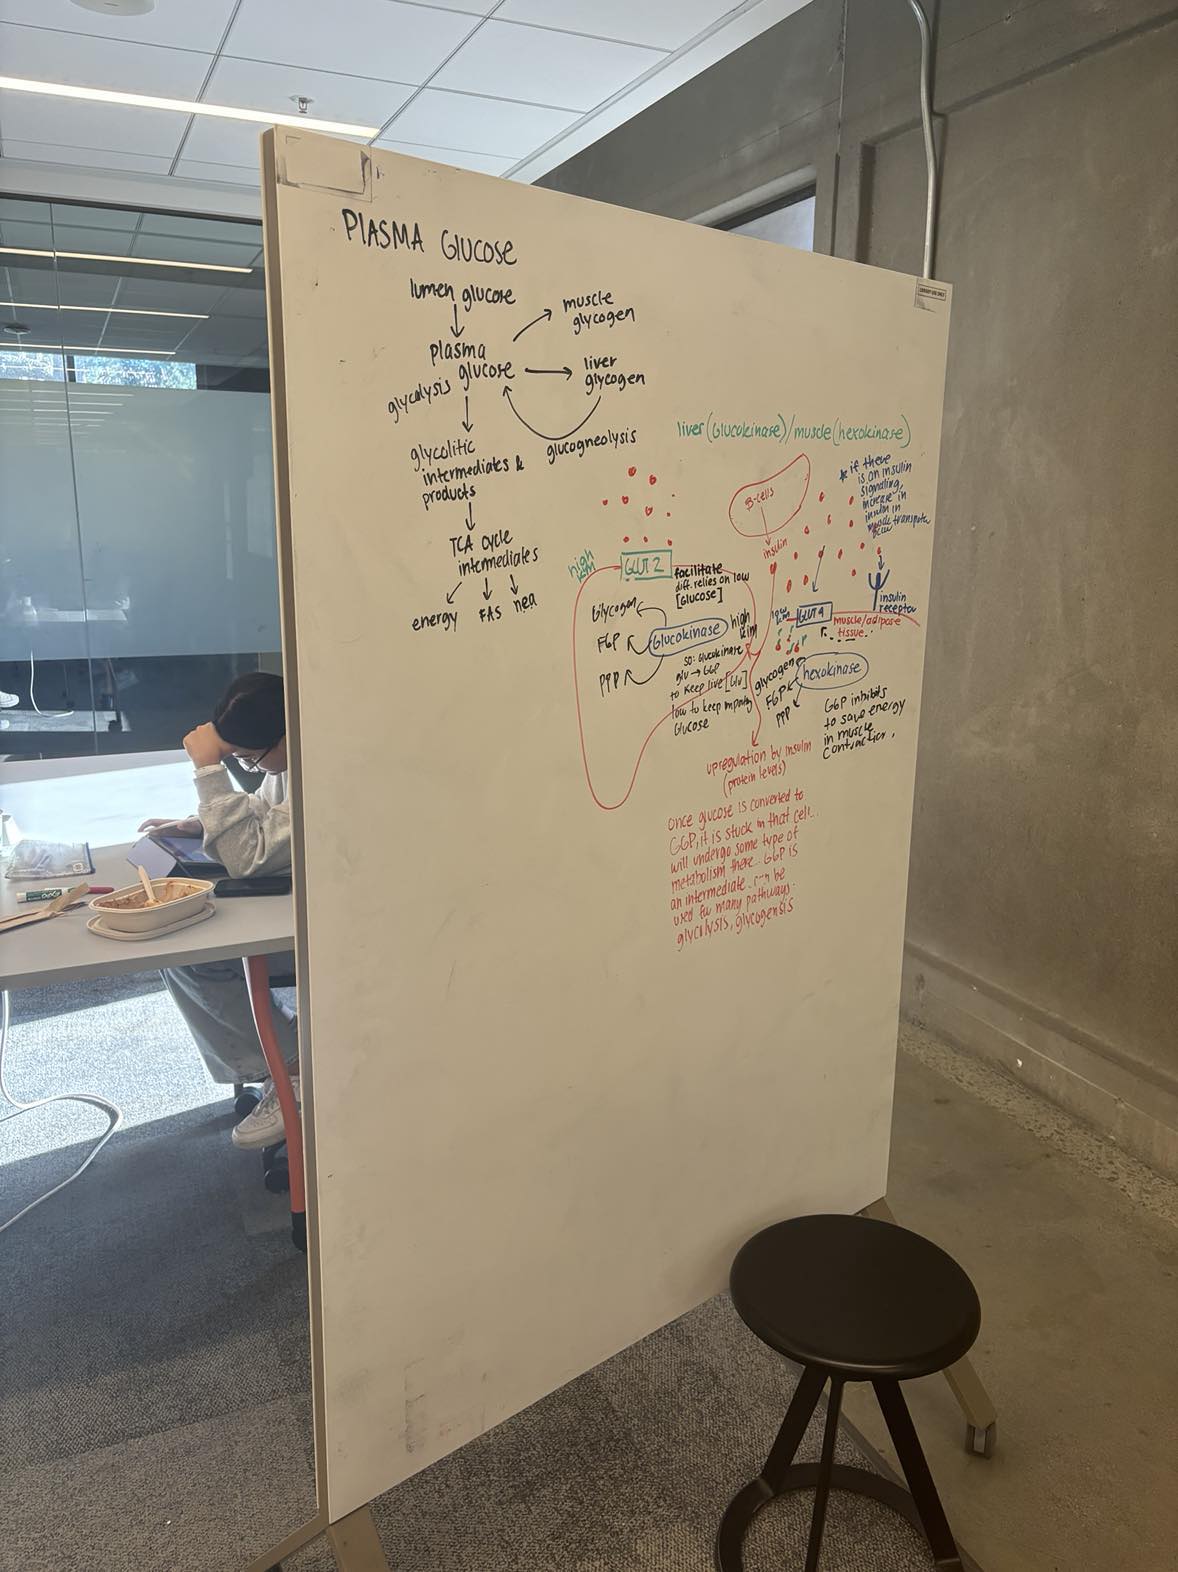 PLASMA GLUCOSE
lumen glucose
plasma
glucose
muscle
glycogen
liver
glycogen
glucogneolysis
glycolysis
glycolitic
intermediates &
products
TCA cycle
intermediates
energy
FAS
nea
liver (Glucokinase) / muscle (hexokinase)
high
km
GLUT 2
facilitate
diff. relies on low
[Glucose]
Glycogen
F6P
PPP
Glucokinase
high
km
so: Glucokinase
glu → G6P
to keep live [Glu]
low to keep
Glucose
B-cells
insulin
if there
is an insulin
signaling,
increase in
insulin in
low
km
GLUT 4
insulin
receptor
muscle/adipose
tissue
glycogen
F6P
PPP
hexokinase
G6P inhibits
to save energy
in muscle
contraction.
upregulation by insulin
(protein levels)
once glucose is converted to
G6P, it is stuck in that cell...
will undergo some type of
metabolism there. G6P is
an intermediate. can be
used for many pathways.
glycolysis, glycogensis